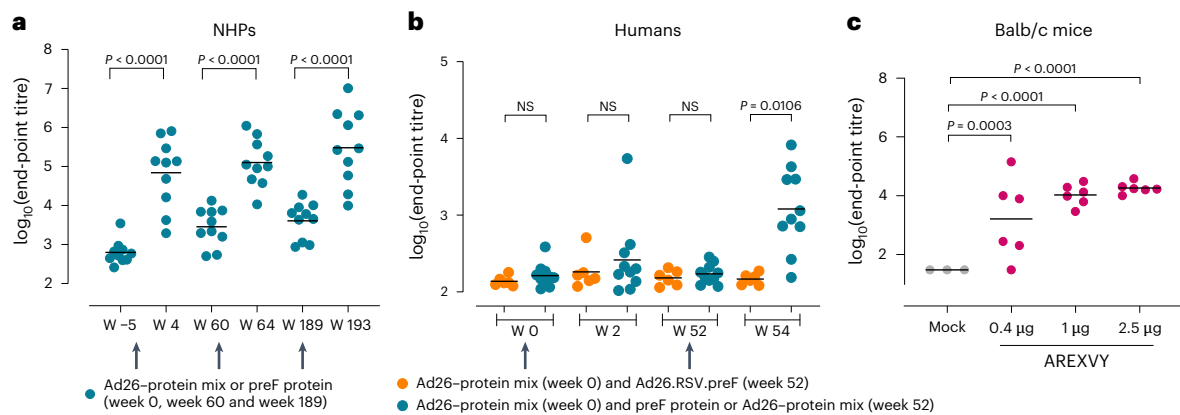 a
NHPs
log10(end-point titre)
8
7
6
5
4
3
2
P < 0.0001
P < 0.0001
P < 0.0001
W −5
W 4
W 60
W 64
W 189
W 193
Ad26–protein mix or preF protein
(week 0, week 60 and week 189)
b
Humans
log10(end-point titre)
5
4
3
2
NS
NS
NS
P = 0.0106
W 0
W 2
W 52
W 54
Ad26–protein mix (week 0) and Ad26.RSV.preF (week 52)
Ad26–protein mix (week 0) and preF protein or Ad26–protein mix (week 52)
c
Balb/c mice
log10(end-point titre)
8
6
4
2
P < 0.0001
P < 0.0001
P = 0.0003
Mock
0.4 µg
1 µg
2.5 µg
AREXVY